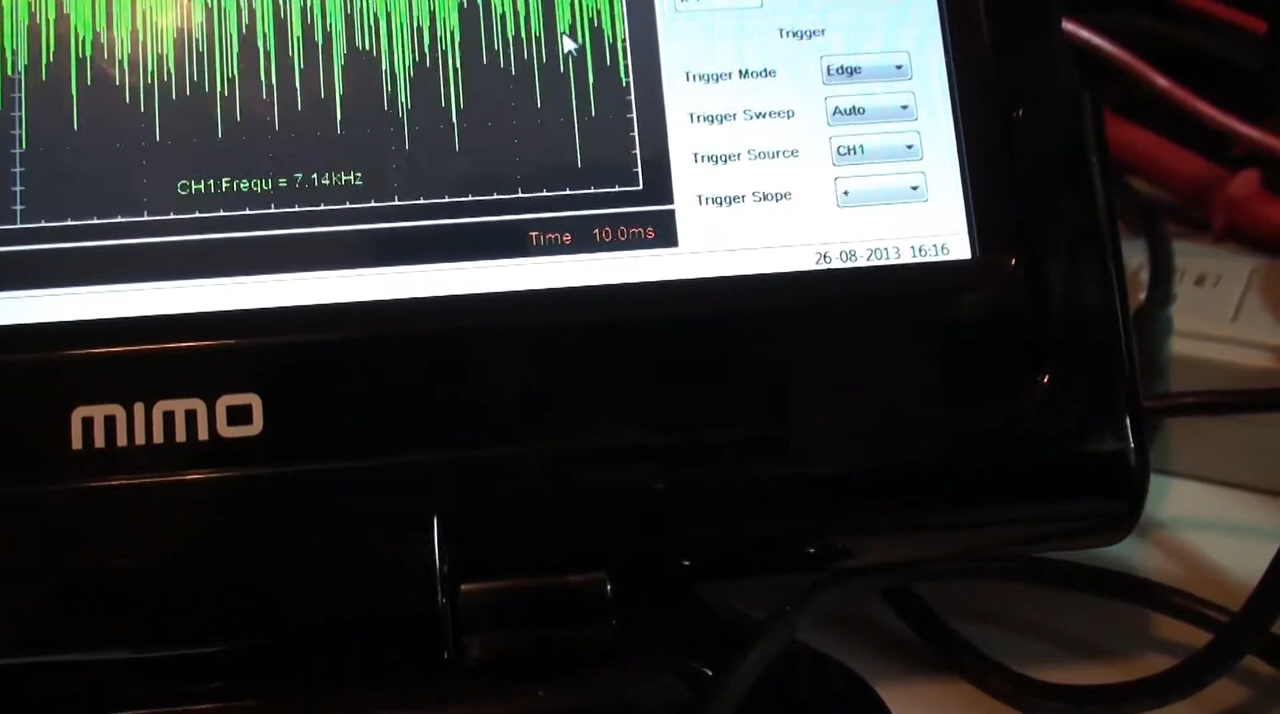 Trigger
Trigger Mode Edge
Trigger Sweep Auto
Trigger Source CH1
Trigger Slope +
CH1:Frequ = 7.14kHz
Time 10.0ms
26-08-2013 16:16
mimo